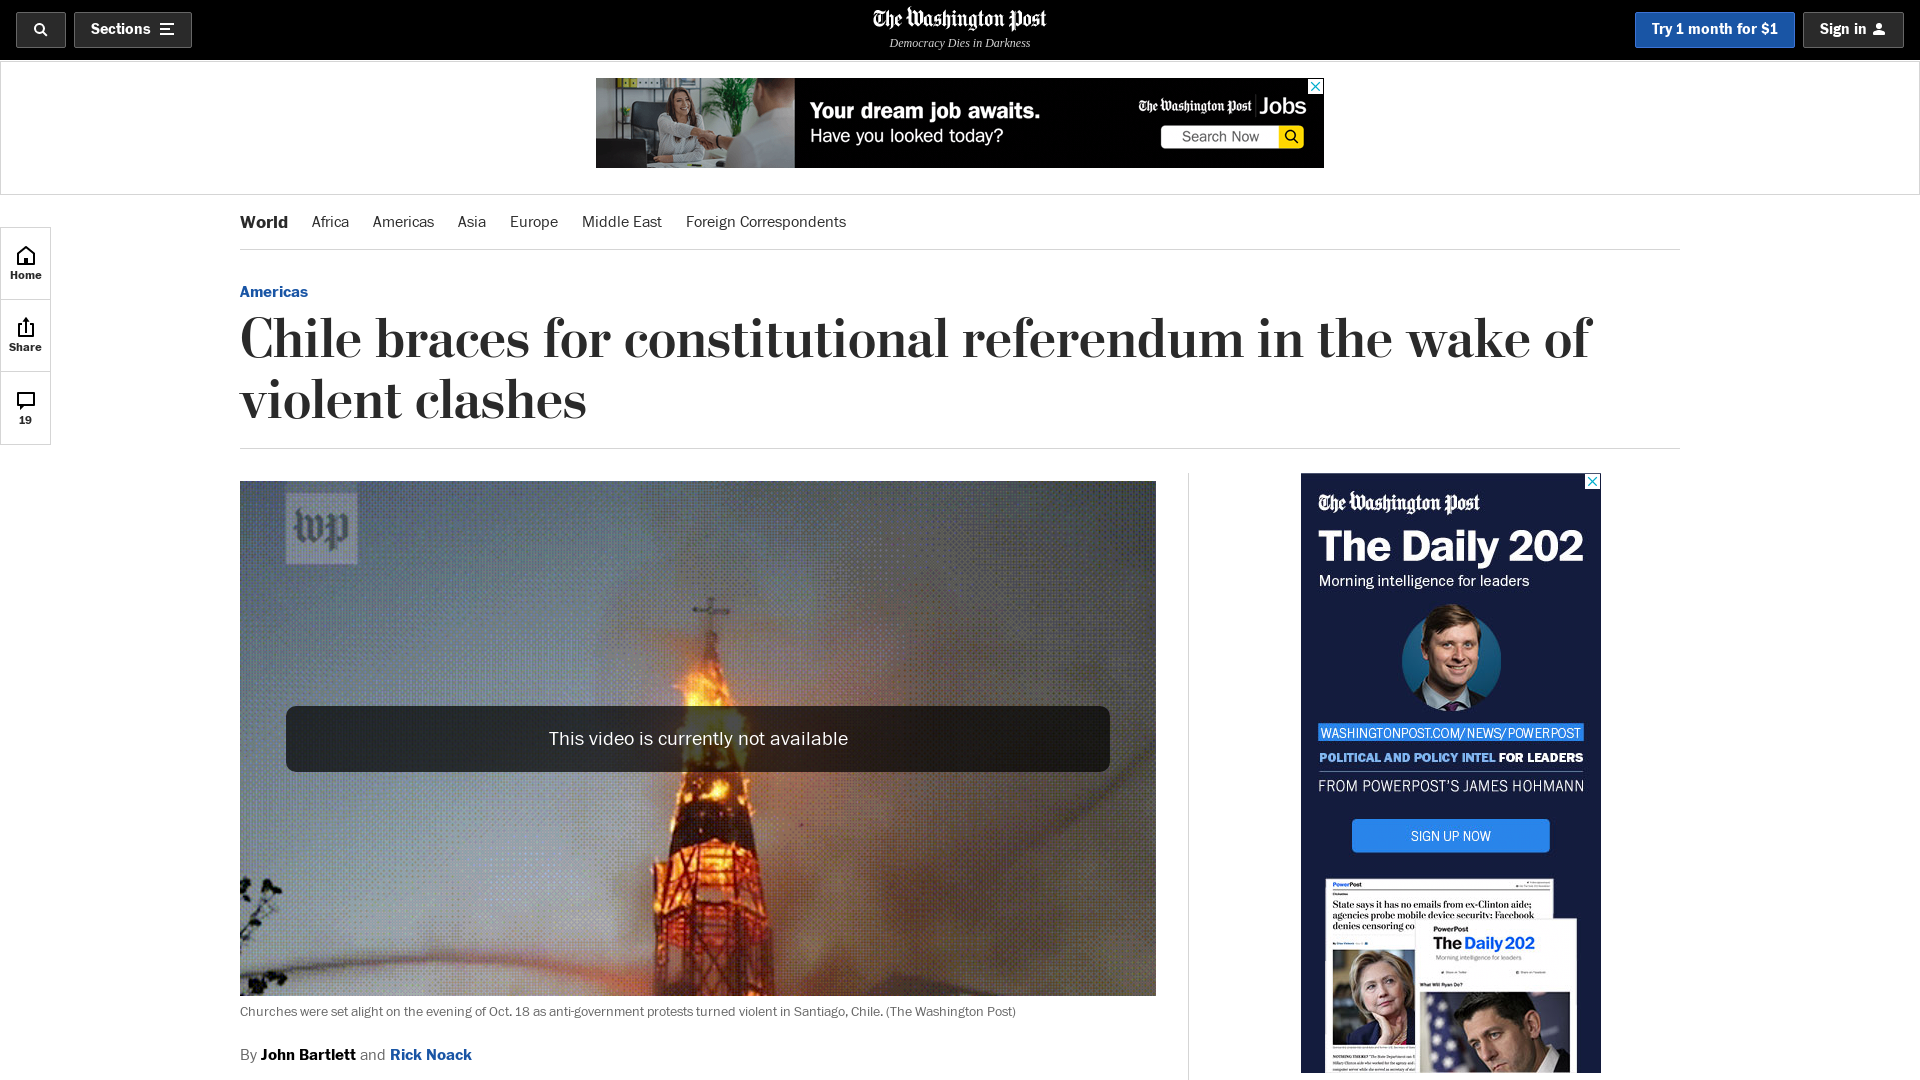 Sections
The Washington Post
Democracy Dies in Darkness
Try 1 month for $1
Sign in
Your dream job awaits.
Have you looked today?
The Washington Post Jobs
Search Now
World Africa Americas Asia Europe Middle East Foreign Correspondents
Home
Share
19
Americas
Chile braces for constitutional referendum in the wake of
violent clashes
wp
This video is currently not available
Churches were set alight on the evening of Oct. 18 as anti-government protests turned violent in Santiago, Chile. (The Washington Post)
By John Bartlett and Rick Noack
The Washington Post
The Daily 202
Morning intelligence for leaders
WASHINGTONPOST.COM/NEWS/POWERPOST
POLITICAL AND POLICY INTEL FOR LEADERS
FROM POWERPOST'S JAMES HOHMANN
SIGN UP NOW
PowerPost
State says it has no emails from ex-Clinton aide;
agencies probe mobile device security; Facebook
denies censoring co
PowerPost
The Daily 202
Morning intelligence for leaders
What Will Ryan Do?